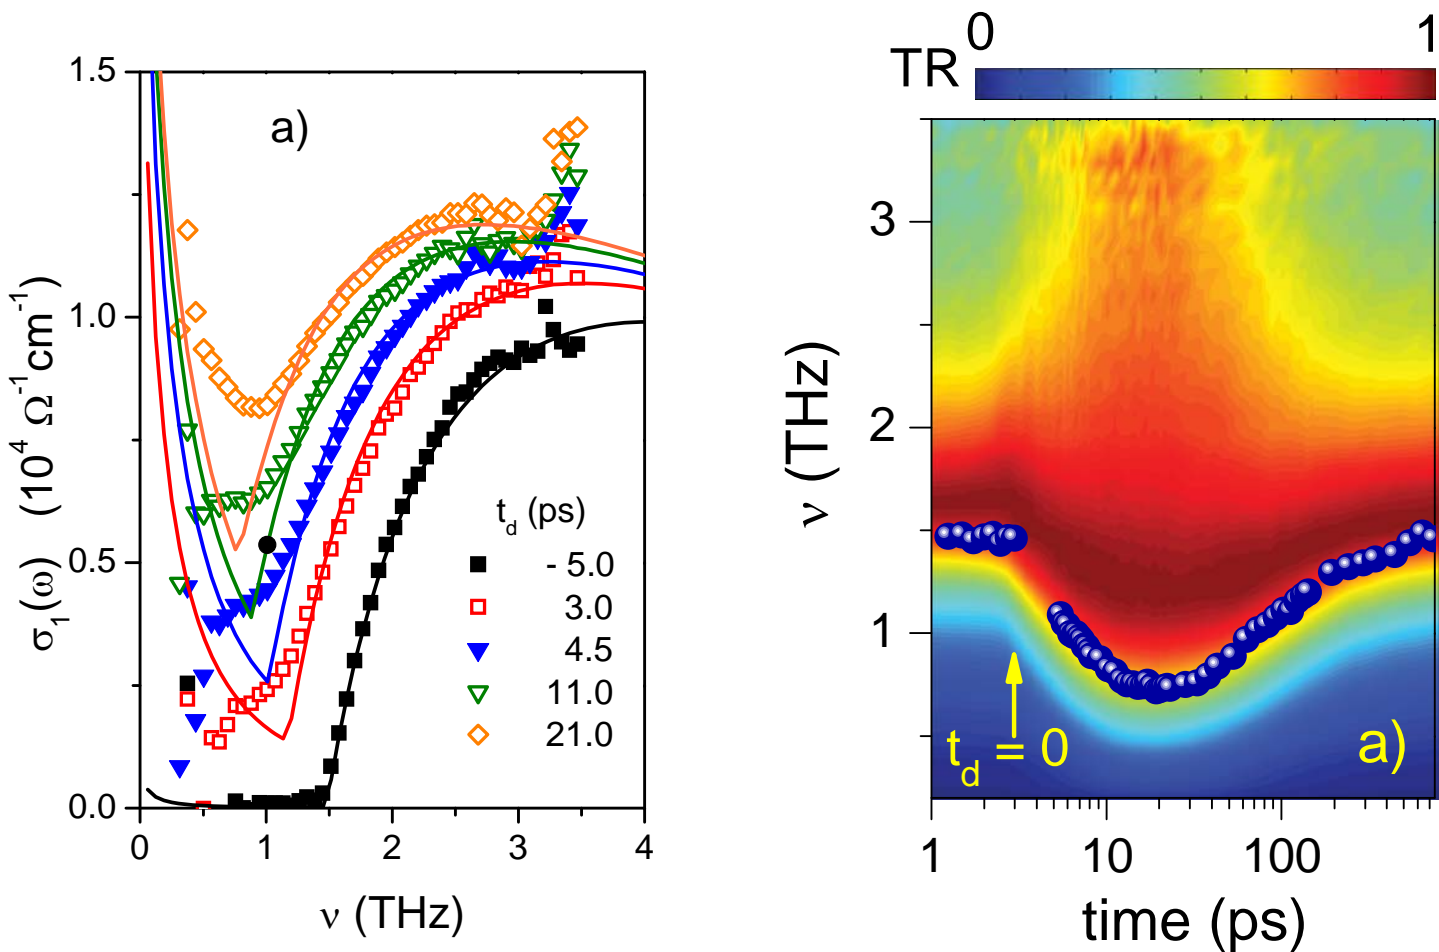 1.5
1.0
0.5
0.0
σ₁(ω) (10⁴ Ω⁻¹cm⁻¹)
a)
t_d (ps)
- 5.0
3.0
4.5
11.0
21.0
0 1 2 3 4
ν (THz)
0 1
TR
3
2
1
ν (THz)
t_d = 0
a)
1 10 100
time (ps)